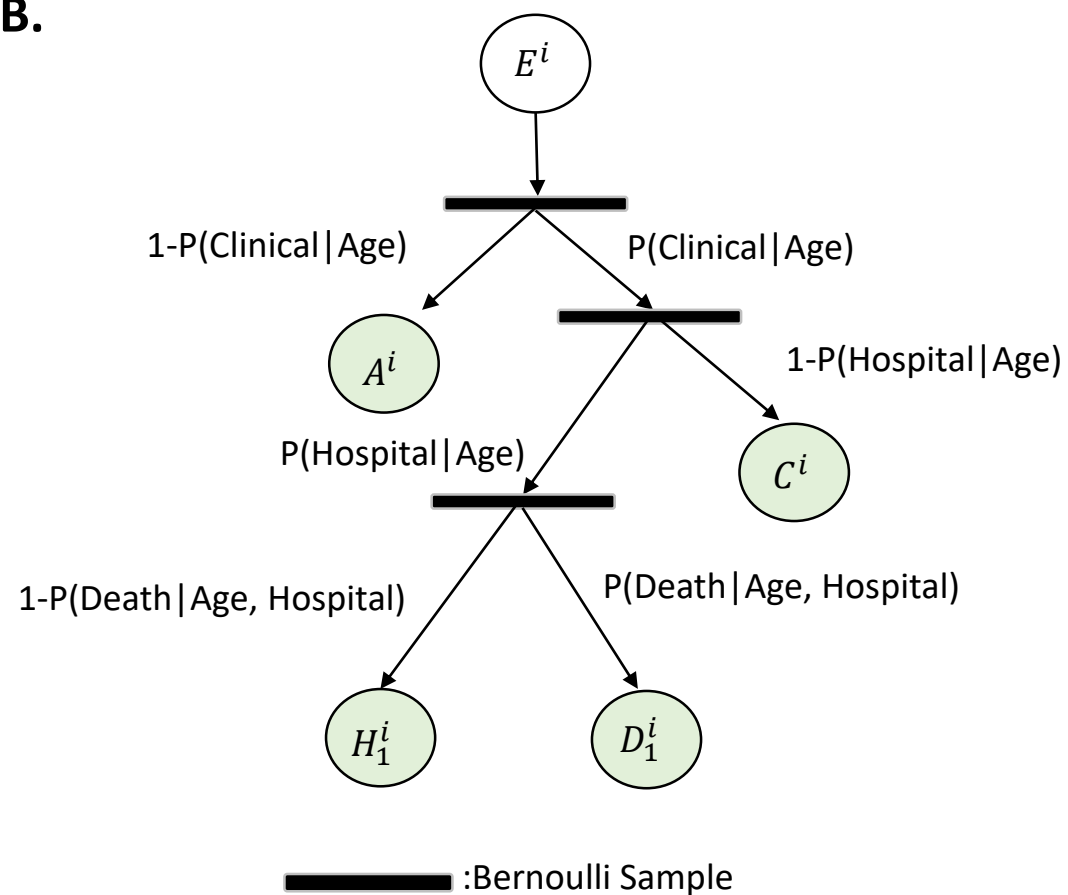 B.
E^i
1-P(Clinical|Age)
P(Clinical|Age)
A^i
1-P(Hospital|Age)
P(Hospital|Age)
C^i
1-P(Death|Age, Hospital)
P(Death|Age, Hospital)
H_1^i
D_1^i
:Bernoulli Sample